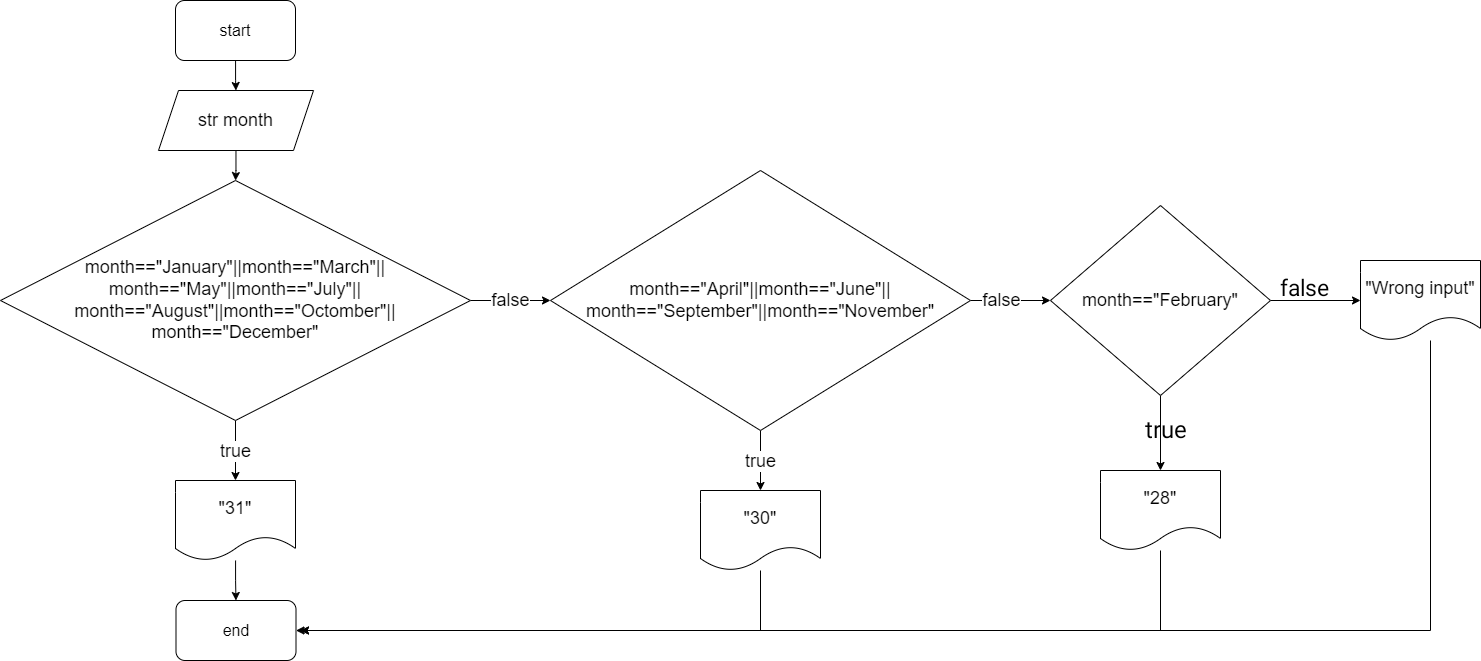 start
str month
month=="January"||month=="March"||
month=="May"||month=="July"||
month=="August"||month=="Octomber"||
month=="December"
false
month=="April"||month=="June"||
month=="September"||month=="November"
false
month=="February"
false
"Wrong input"
true
"31"
true
"30"
true
"28"
end